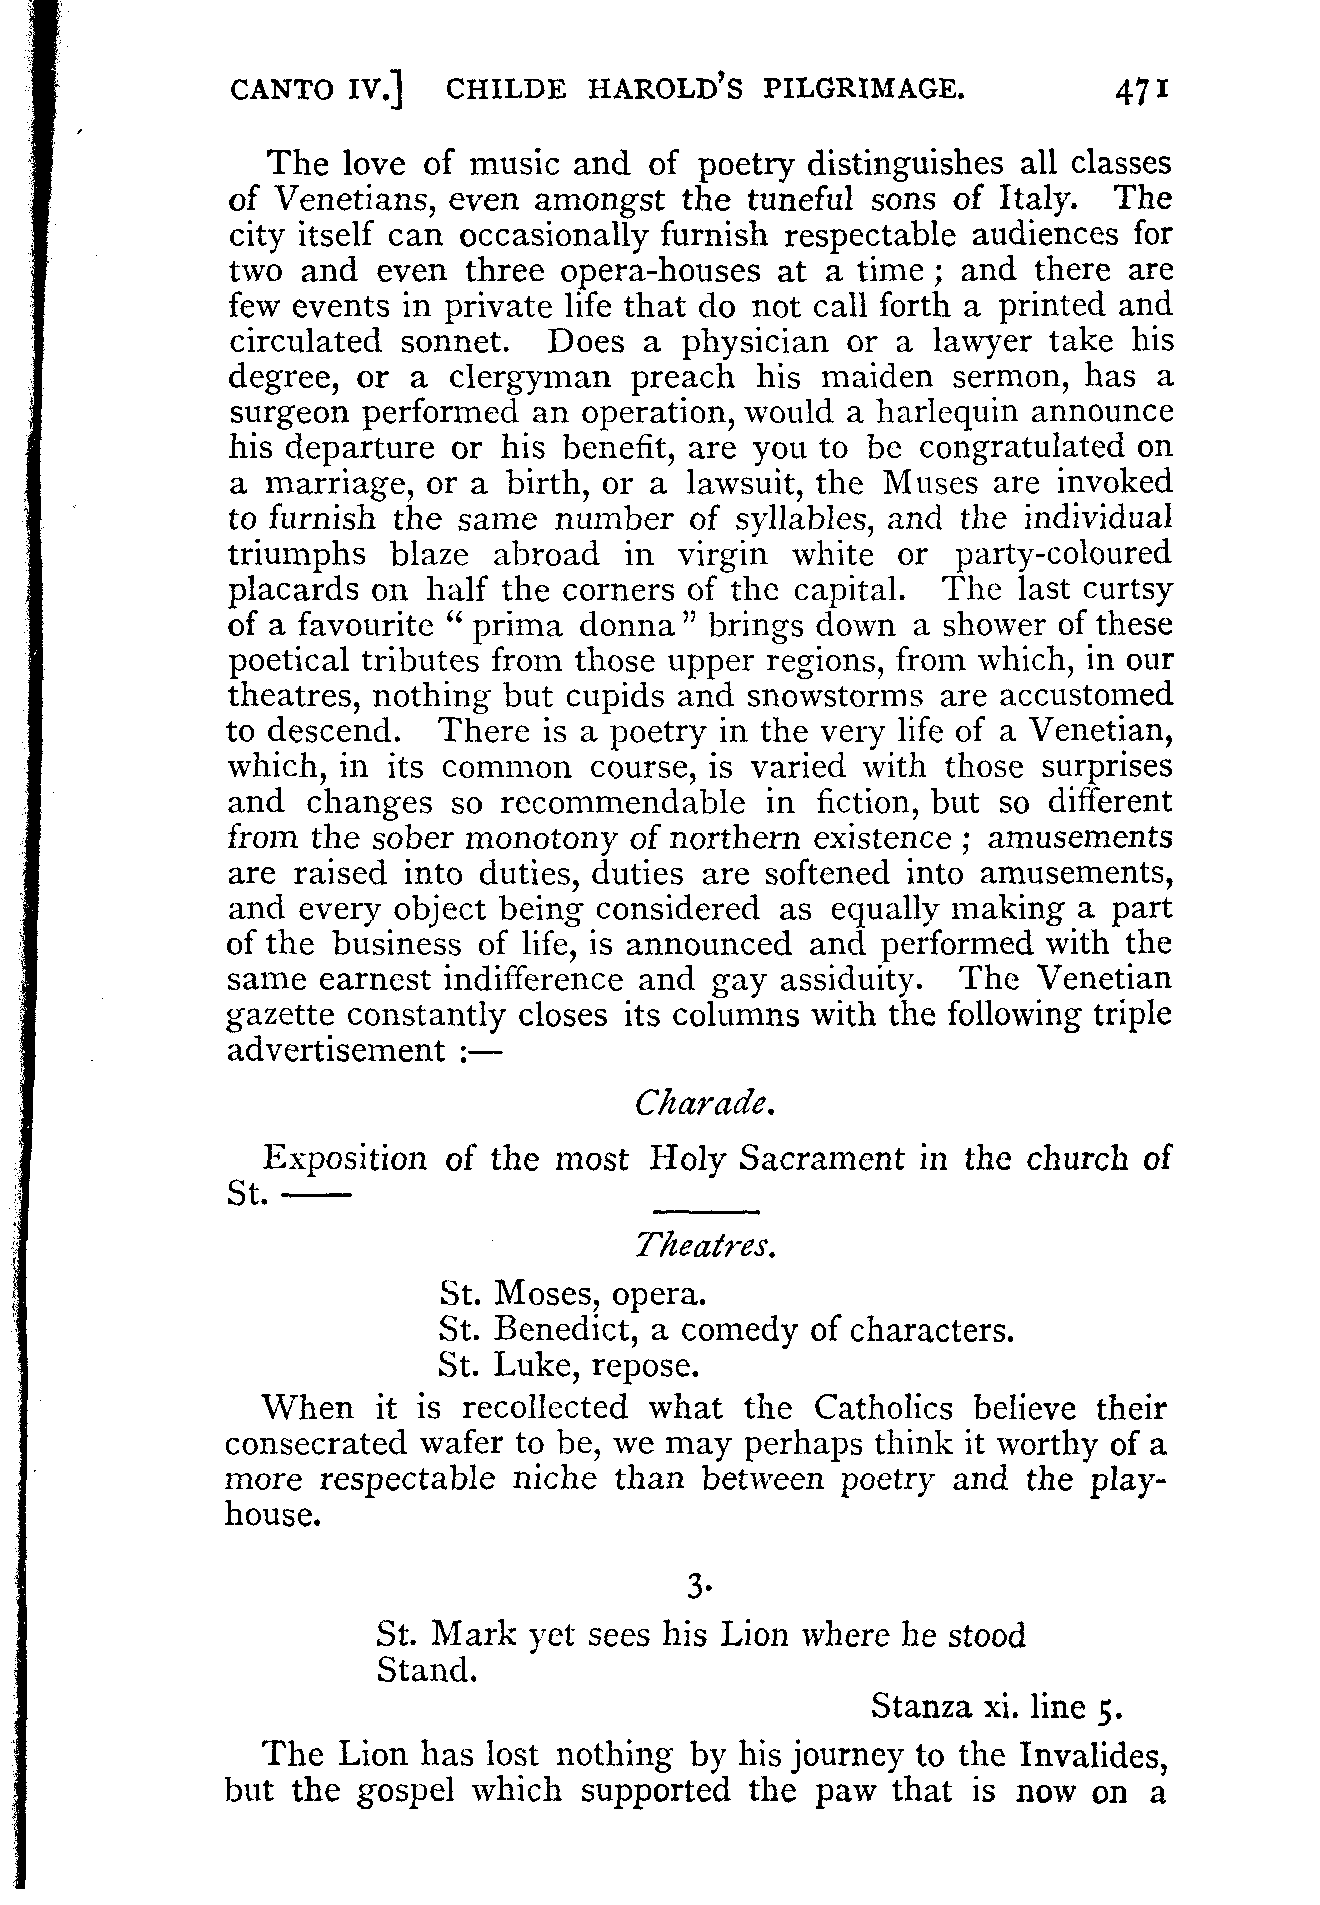 CANTO IV.] CHILDE HAROLD'S PILGRIMAGE. 471
The love of music and of poetry distinguishes all classes
of Venetians, even amongst the tuneful sons of Italy. The
city itself can occasionally furnish respectable audiences for
two and even three opera-houses at a time ; and there are
few events in private life that do not call forth a printed and
circulated sonnet. Does a physician or a lawyer take his
degree, or a clergyman preach his maiden sermon, has a
surgeon performed an operation, would a harlequin announce
his departure or his benefit, are you to be congratulated on
a marriage, or a birth, or a lawsuit, the Muses are invoked
to furnish the same number of syllables, and the individual
triumphs blaze abroad in virgin white or party-coloured
placards on half the corners of the capital. The last curtsy
of a favourite “ prima donna ” brings down a shower of these
poetical tributes from those upper regions, from which, in our
theatres, nothing but cupids and snowstorms are accustomed
to descend. There is a poetry in the very life of a Venetian,
which, in its common course, is varied with those surprises
and changes so recommendable in fiction, but so different
from the sober monotony of northern existence ; amusements
are raised into duties, duties are softened into amusements,
and every object being considered as equally making a part
of the business of life, is announced and performed with the
same earnest indifference and gay assiduity. The Venetian
gazette constantly closes its columns with the following triple
advertisement :—
Charade.
Exposition of the most Holy Sacrament in the church of
St. ——
Theatres.
St. Moses, opera.
St. Benedict, a comedy of characters.
St. Luke, repose.
When it is recollected what the Catholics believe their
consecrated wafer to be, we may perhaps think it worthy of a
more respectable niche than between poetry and the play-
house.
3.
St. Mark yet sees his Lion where he stood
Stand.
Stanza xi. line 5.
The Lion has lost nothing by his journey to the Invalides,
but the gospel which supported the paw that is now on a